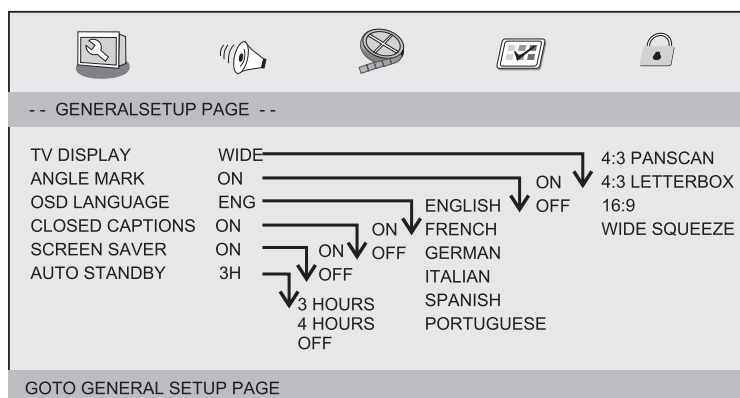 -- GENERALSETUP PAGE --
TV DISPLAY WIDE
ANGLE MARK ON
OSD LANGUAGE ENG
CLOSED CAPTIONS ON
SCREEN SAVER ON
AUTO STANDBY 3H
3 HOURS
4 HOURS
OFF
ON
OFF
ON
OFF
ENGLISH
FRENCH
GERMAN
ITALIAN
SPANISH
PORTUGUESE
ON
OFF
4:3 PANSCAN
4:3 LETTERBOX
16:9
WIDE SQUEEZE
GOTO GENERAL SETUP PAGE